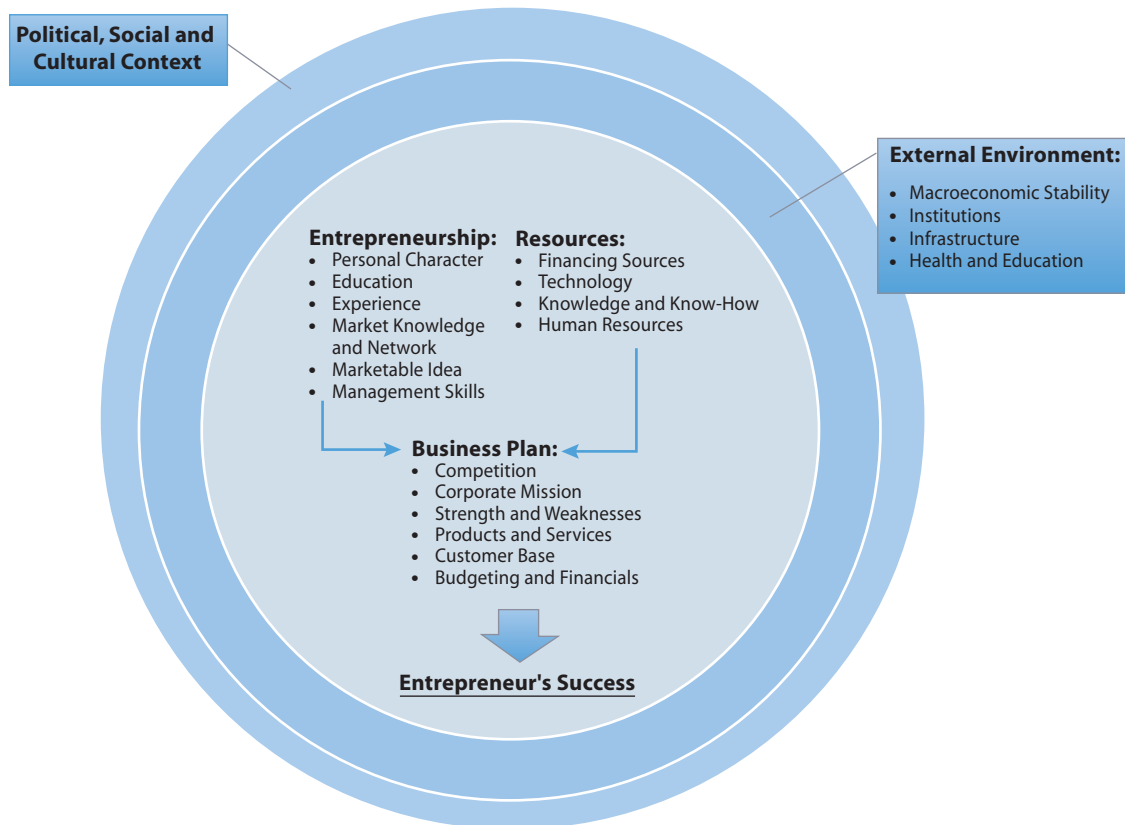 Political, Social and
Cultural Context
External Environment:
• Macroeconomic Stability
• Institutions
• Infrastructure
• Health and Education
Entrepreneurship:
• Personal Character
• Education
• Experience
• Market Knowledge
and Network
• Marketable Idea
• Management Skills
Resources:
• Financing Sources
• Technology
• Knowledge and Know-How
• Human Resources
Business Plan:
• Competition
• Corporate Mission
• Strength and Weaknesses
• Products and Services
• Customer Base
• Budgeting and Financials
Entrepreneur's Success